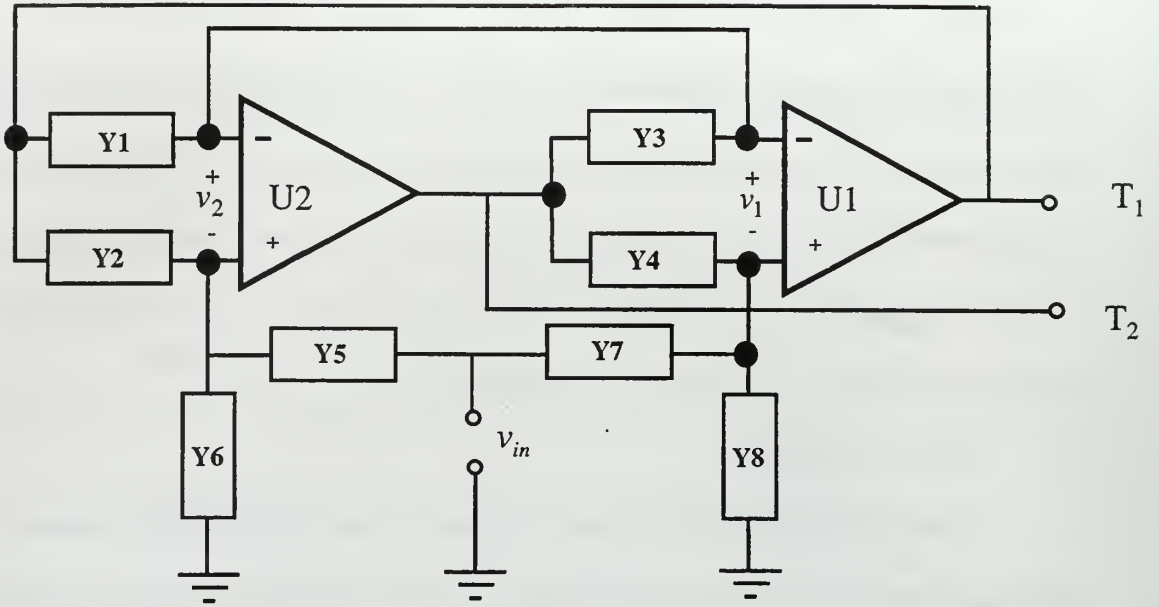 Y1
Y2
+
v2
-
−
U2
+
Y3
Y4
+
v1
-
−
U1
+
T1
T2
Y5
Y7
Y6
vin
Y8